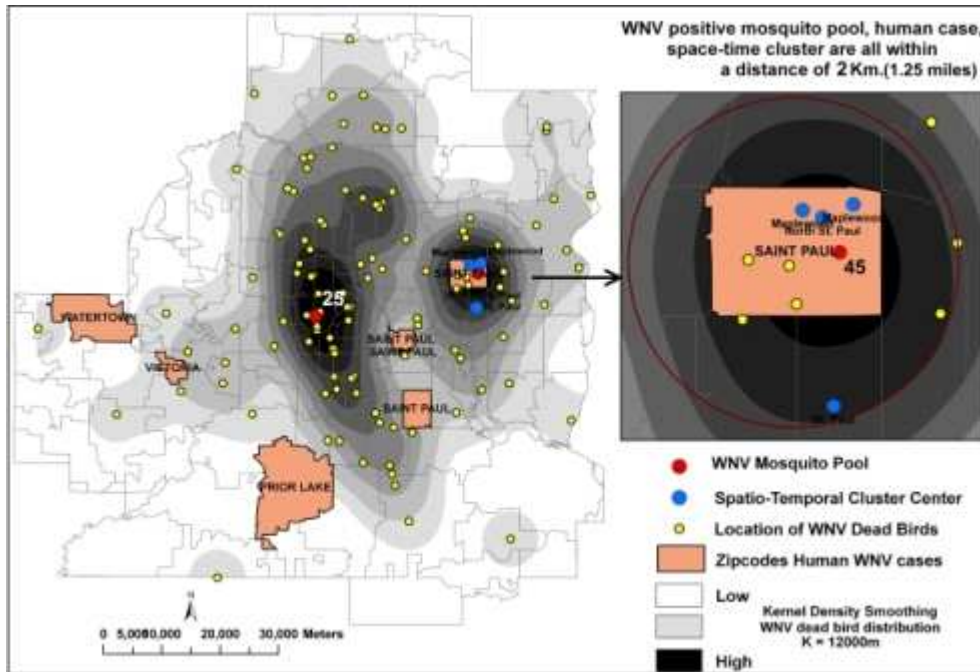 WNV positive mosquito pool, human case,
space-time cluster are all within
a distance of 2 Km.(1.25 miles)
Maplewood
North St. Paul
SAINT PAUL
45
25
WATERTOWN
VICTORIA
SAINT PAUL
SAINT PAUL
SAINT PAUL
PRIOR LAKE
N
0 5,000 10,000 20,000 30,000 Meters
WNV Mosquito Pool
Spatio-Temporal Cluster Center
Location of WNV Dead Birds
Zipcodes Human WNV cases
Low
Kernel Density Smoothing
WNV dead bird distribution
K = 12000m
High